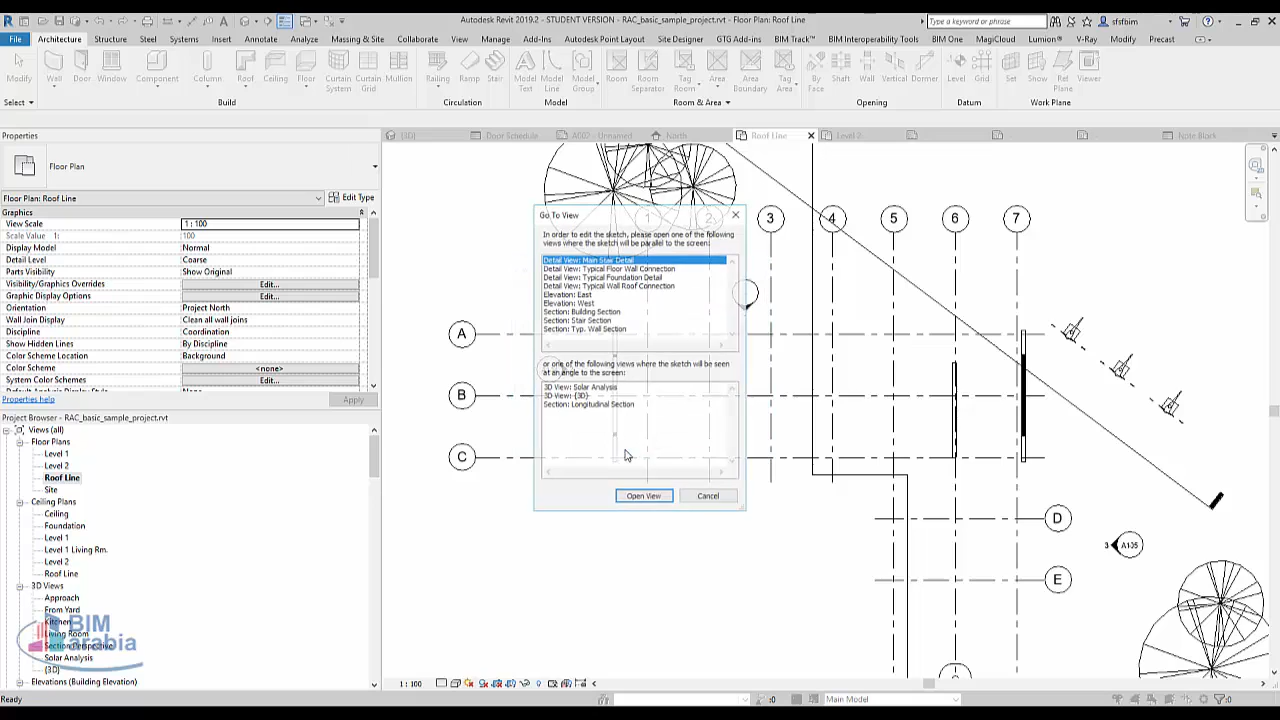 Autodesk Revit 2019.2 - STUDENT VERSION - RAC_basic_sample_project.rvt - Floor Plan: Roof Line
Type a keyword or phrase
sfsfbim
File Architecture Structure Steel Systems Insert Annotate Analyze Massing & Site Collaborate View Manage Add-Ins Autodesk Point Layout Site Designer GTG Add-ins BIM Track™ BIM Interoperability Tools BIM One MagiCloud Lumion® V-Ray Modify Precast
Modify Wall Door Window Component Column Roof Ceiling Floor Curtain System Curtain Grid Mullion Railing Ramp Stair Model Text Model Line Model Group Room Room Separator Tag Room Area Area Boundary Tag Area By Face Shaft Wall Vertical Dormer Level Grid Set Show Ref Plane Viewer
Select Build Circulation Model Room & Area Opening Datum Work Plane
Properties
{3D} Door Schedule A002 - Unnamed North Roof Line Level 2 Note Block
Floor Plan
Floor Plan: Roof Line Edit Type
Graphics
View Scale 1 : 100
Scale Value 1: 100
Display Model Normal
Detail Level Coarse
Parts Visibility Show Original
Visibility/Graphics Overrides Edit...
Graphic Display Options Edit...
Orientation Project North
Wall Join Display Clean all wall joins
Discipline Coordination
Show Hidden Lines By Discipline
Color Scheme Location Background
Color Scheme <none>
System Color Schemes Edit...
Properties help Apply
Project Browser - RAC_basic_sample_project.rvt
Views (all)
Floor Plans
Level 1
Level 2
Roof Line
Site
Ceiling Plans
Ceiling
Foundation
Level 1
Level 1 Living Rm.
Level 2
Roof Line
3D Views
Approach
From Yard
Kitchen
Living Room
Section Perspective
Solar Analysis
{3D}
Elevations (Building Elevation)
BIM
arabia
Go To View
In order to edit the sketch, please open one of the following
views where the sketch will be parallel to the screen:
Detail View: Main Stair Detail
Detail View: Typical Floor Wall Connection
Detail View: Typical Foundation Detail
Detail View: Typical Wall Roof Connection
Elevation: East
Elevation: West
Section: Building Section
Section: Stair Section
Section: Typ. Wall Section
or one of the following views where the sketch will be seen
at an angle to the screen:
3D View: Solar Analysis
3D View: {3D}
Section: Longitudinal Section
Open View Cancel
1 2 3 4 5 6 7
A
B
C
D
E
3 A105
1 : 100
Ready
:0
Main Model
:0